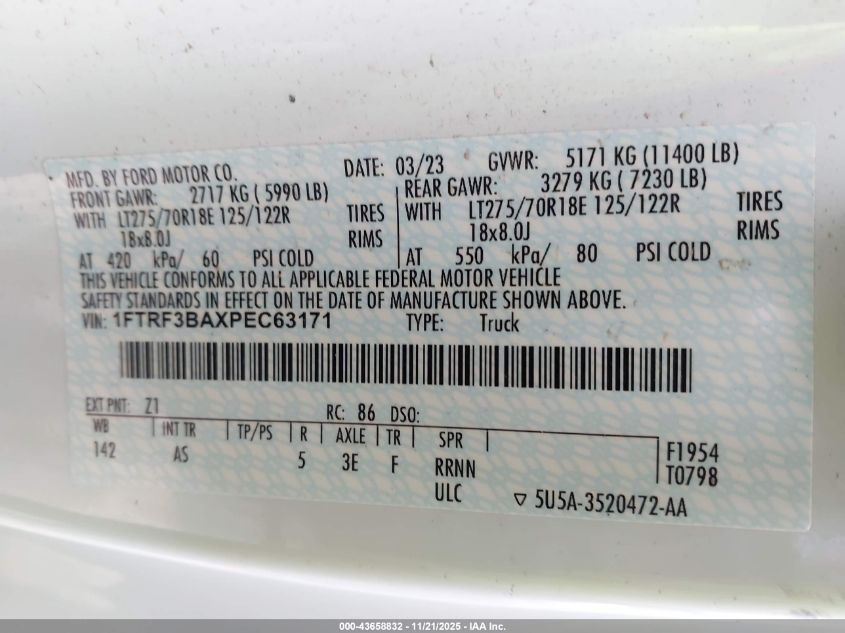 MFD. BY FORD MOTOR CO. DATE: 03/23 GVWR: 5171 KG (11400 LB)
FRONT GAWR: 2717 KG ( 5990 LB) REAR GAWR: 3279 KG ( 7230 LB)
WITH LT275/70R18E 125/122R TIRES WITH LT275/70R18E 125/122R TIRES
18x8.0J RIMS 18x8.0J RIMS
AT 420 kPa/ 60 PSI COLD AT 550 kPa/ 80 PSI COLD
THIS VEHICLE CONFORMS TO ALL APPLICABLE FEDERAL MOTOR VEHICLE
SAFETY STANDARDS IN EFFECT ON THE DATE OF MANUFACTURE SHOWN ABOVE.
VIN: 1FTRF3BAXPEC63171 TYPE: Truck
EXT PNT: Z1 RC: 86 DSO:
WB INT TR TP/PS R AXLE TR SPR F1954
142 AS 5 3E F RRNN T0798
ULC ▽ 5U5A-3520472-AA
000-43658832 - 11/21/2025 - IAA Inc.